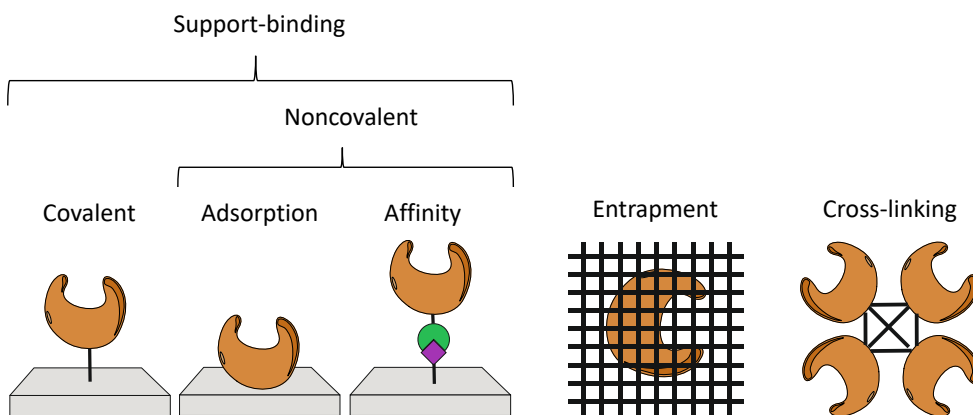 Support-binding
Noncovalent
Covalent
Adsorption
Affinity
Entrapment
Cross-linking